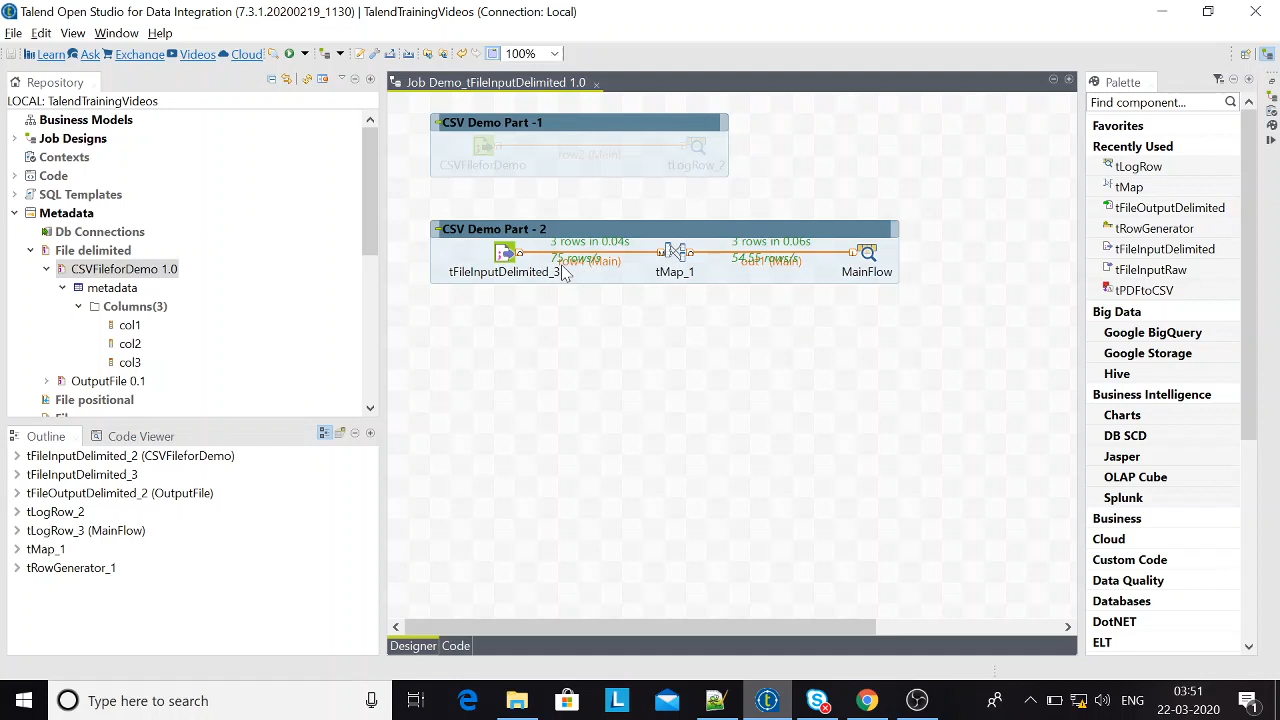 Talend Open Studio for Data Integration (7.3.1.20200219_1130) | TalendTrainingVideos (Connection: Local)
File Edit View Window Help
Learn Ask Exchange Videos Cloud 100%
Repository
LOCAL: TalendTrainingVideos
Business Models
Job Designs
Contexts
Code
SQL Templates
Metadata
Db Connections
File delimited
CSVFileforDemo 1.0
metadata
Columns(3)
col1
col2
col3
OutputFile 0.1
File positional
Outline Code Viewer
tFileInputDelimited_2 (CSVFileforDemo)
tFileInputDelimited_3
tFileOutputDelimited_2 (OutputFile)
tLogRow_2
tLogRow_3 (MainFlow)
tMap_1
tRowGenerator_1
Job Demo_tFileInputDelimited 1.0
CSV Demo Part -1
row2 (Main)
CSVFileforDemo tLogRow_2
CSV Demo Part - 2
3 rows in 0.04s 3 rows in 0.06s
75 rows/s 54.55 rows/s
row4 (Main) out1 (Main)
tFileInputDelimited_3 tMap_1 MainFlow
Designer Code
Palette
Find component...
Favorites
Recently Used
tLogRow
tMap
tFileOutputDelimited
tRowGenerator
tFileInputDelimited
tFileInputRaw
tPDFtoCSV
Big Data
Google BigQuery
Google Storage
Hive
Business Intelligence
Charts
DB SCD
Jasper
OLAP Cube
Splunk
Business
Cloud
Custom Code
Data Quality
Databases
DotNET
ELT
Type here to search
ENG
03:51
22-03-2020